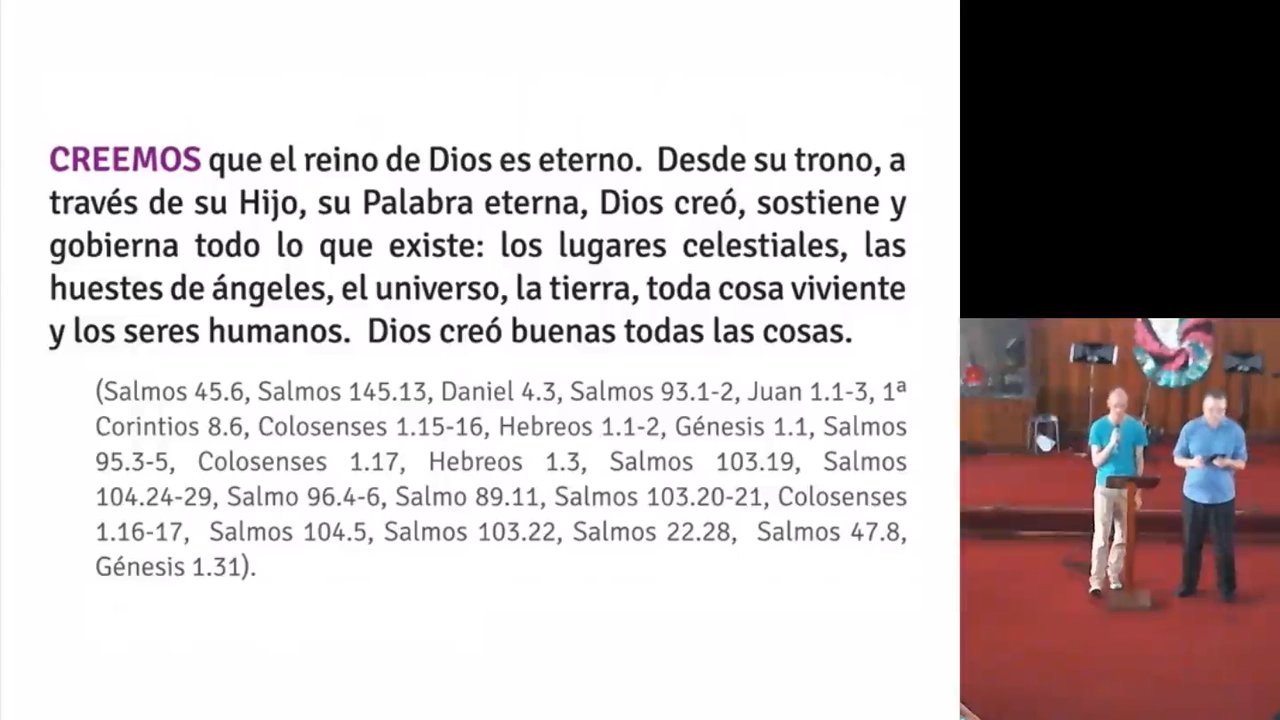 CREEMOS que el reino de Dios es eterno. Desde su trono, a
través de su Hijo, su Palabra eterna, Dios creó, sostiene y
gobierna todo lo que existe: los lugares celestiales, las
huestes de ángeles, el universo, la tierra, toda cosa viviente
y los seres humanos. Dios creó buenas todas las cosas.
(Salmos 45.6, Salmos 145.13, Daniel 4.3, Salmos 93.1-2, Juan 1.1-3, 1ª
Corintios 8.6, Colosenses 1.15-16, Hebreos 1.1-2, Génesis 1.1, Salmos
95.3-5, Colosenses 1.17, Hebreos 1.3, Salmos 103.19, Salmos
104.24-29, Salmo 96.4-6, Salmo 89.11, Salmos 103.20-21, Colosenses
1.16-17, Salmos 104.5, Salmos 103.22, Salmos 22.28, Salmos 47.8,
Génesis 1.31).